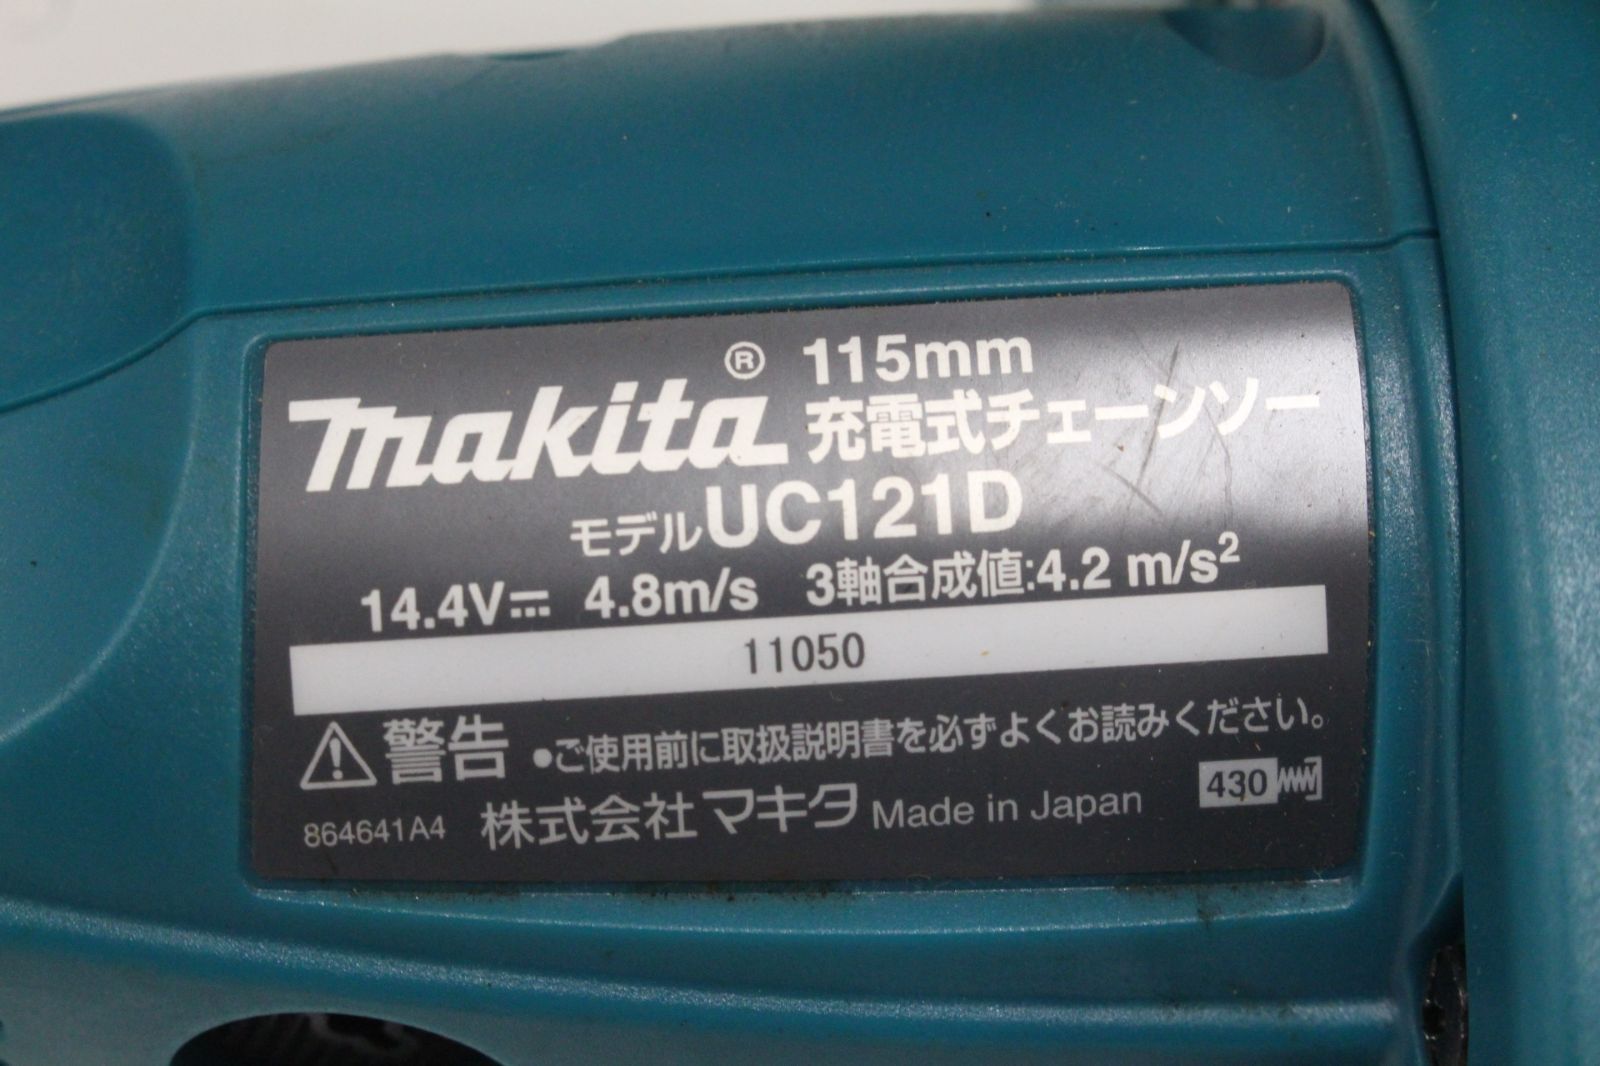 makita® 115mm
充電式チェーンソー
モデルUC121D
14.4V⎓ 4.8m/s 3軸合成値:4.2 m/s²
11050
警告 ●ご使用前に取扱説明書を必ずよくお読みください。
430
864641A4 株式会社マキタ Made in Japan